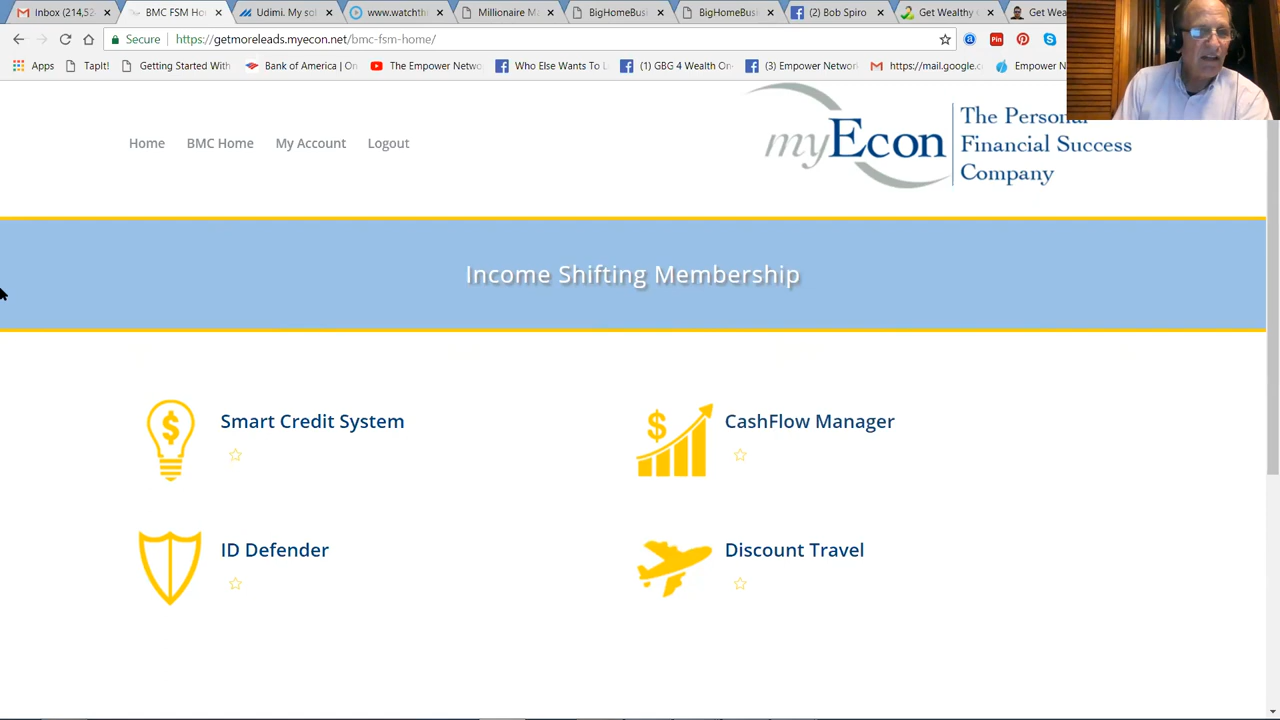 Inbox (214,52
BMC FSM Ho
Udimi. My so
www.watchth
Millionaire M
BigHomeBus
BigHomeBus
(2) Bob Spiro
Get Wealthy
Get Wea
Secure
https://getmoreleads.myecon.net/bmc-fsm-home/
Apps
TapIt!
Getting Started With
Bank of America | On
The Empower Netwo
Who Else Wants To L
(1) GBG 4 Wealth On
(3) Empower Network
https://mail.google.c
Empower N
Home
BMC Home
My Account
Logout
myEcon
The Personal
Financial Success
Company
Income Shifting Membership
Smart Credit System
CashFlow Manager
ID Defender
Discount Travel